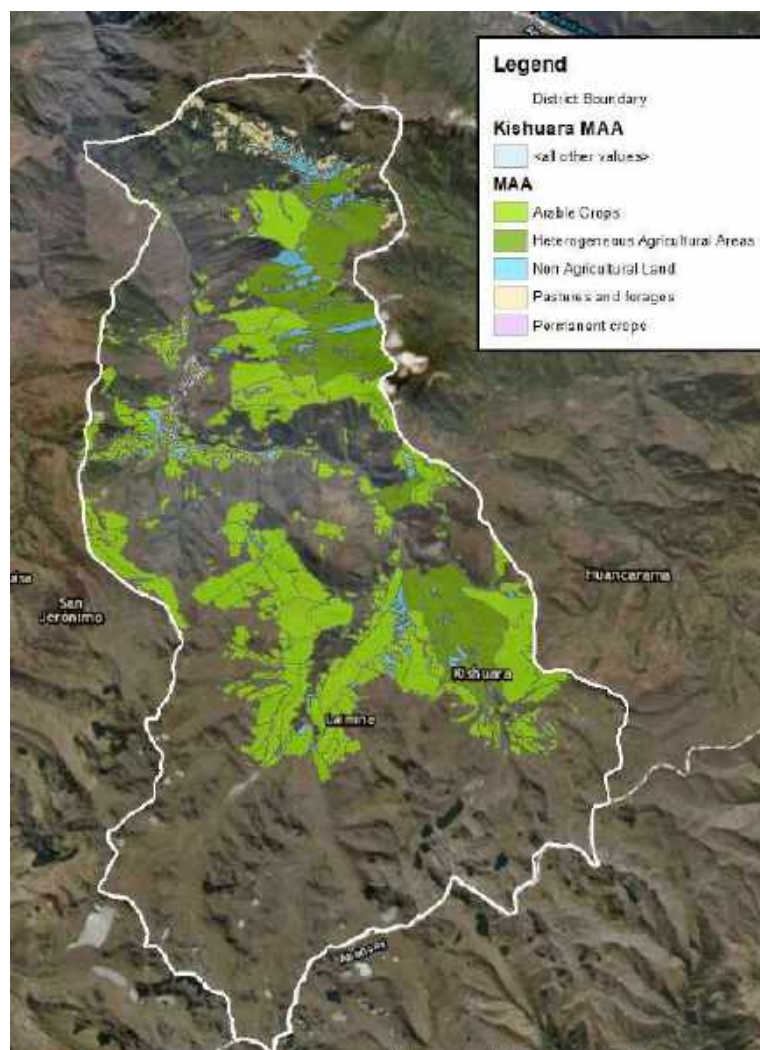 Legend
District Boundary
Kishuara MAA
<all other values>
MAA
Arable Crops
Heterogeneous Agricultural Areas
Non Agricultural Land
Pastures and forages
Permanent crops
Huancarama
San
Jerónimo
Kishuara